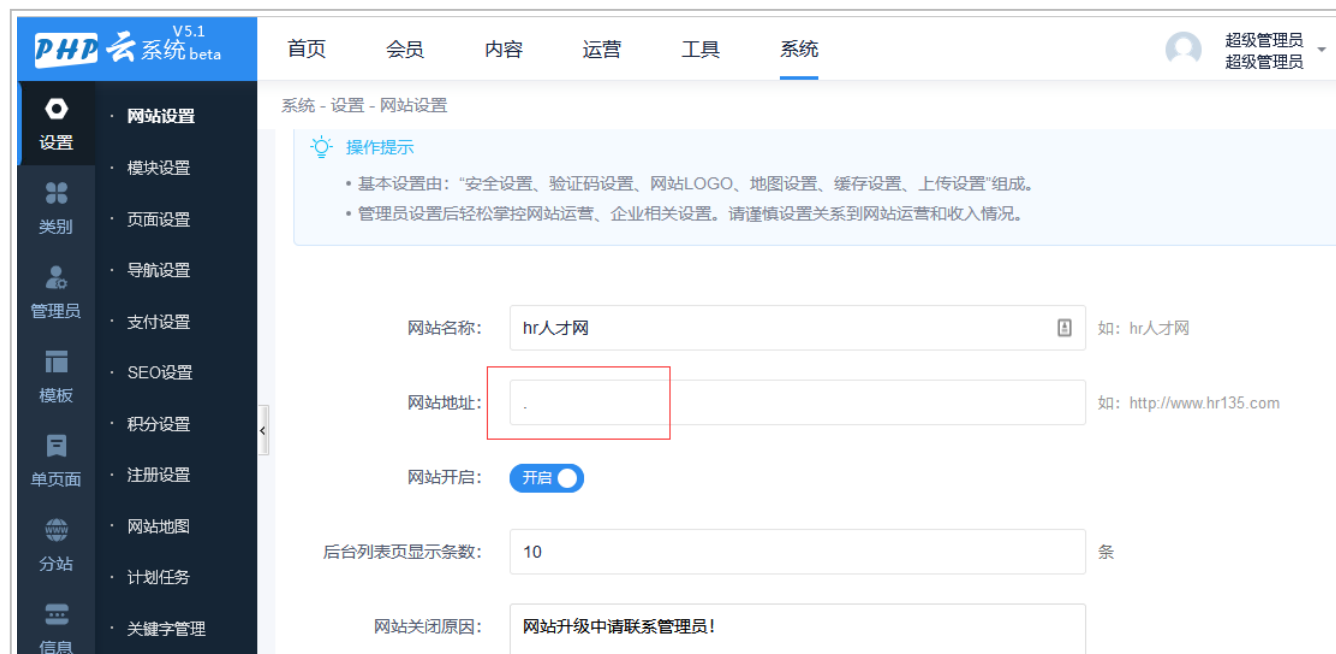 PHP云系统 V5.1 beta
首页 会员 内容 运营 工具 系统
超级管理员
超级管理员
设置
类别
管理员
模板
单页面
www
分站
信息
· 网站设置
· 模块设置
· 页面设置
· 导航设置
· 支付设置
· SEO设置
· 积分设置
· 注册设置
· 网站地图
· 计划任务
· 关键字管理
系统 - 设置 - 网站设置
操作提示
• 基本设置由：“安全设置、验证码设置、网站LOGO、地图设置、缓存设置、上传设置”组成。
• 管理员设置后轻松掌控网站运营、企业相关设置。请谨慎设置关系到网站运营和收入情况。
网站名称： hr人才网 如：hr人才网
网站地址： . 如：http://www.hr135.com
网站开启： 开启
后台列表页显示条数： 10 条
网站关闭原因： 网站升级中请联系管理员！